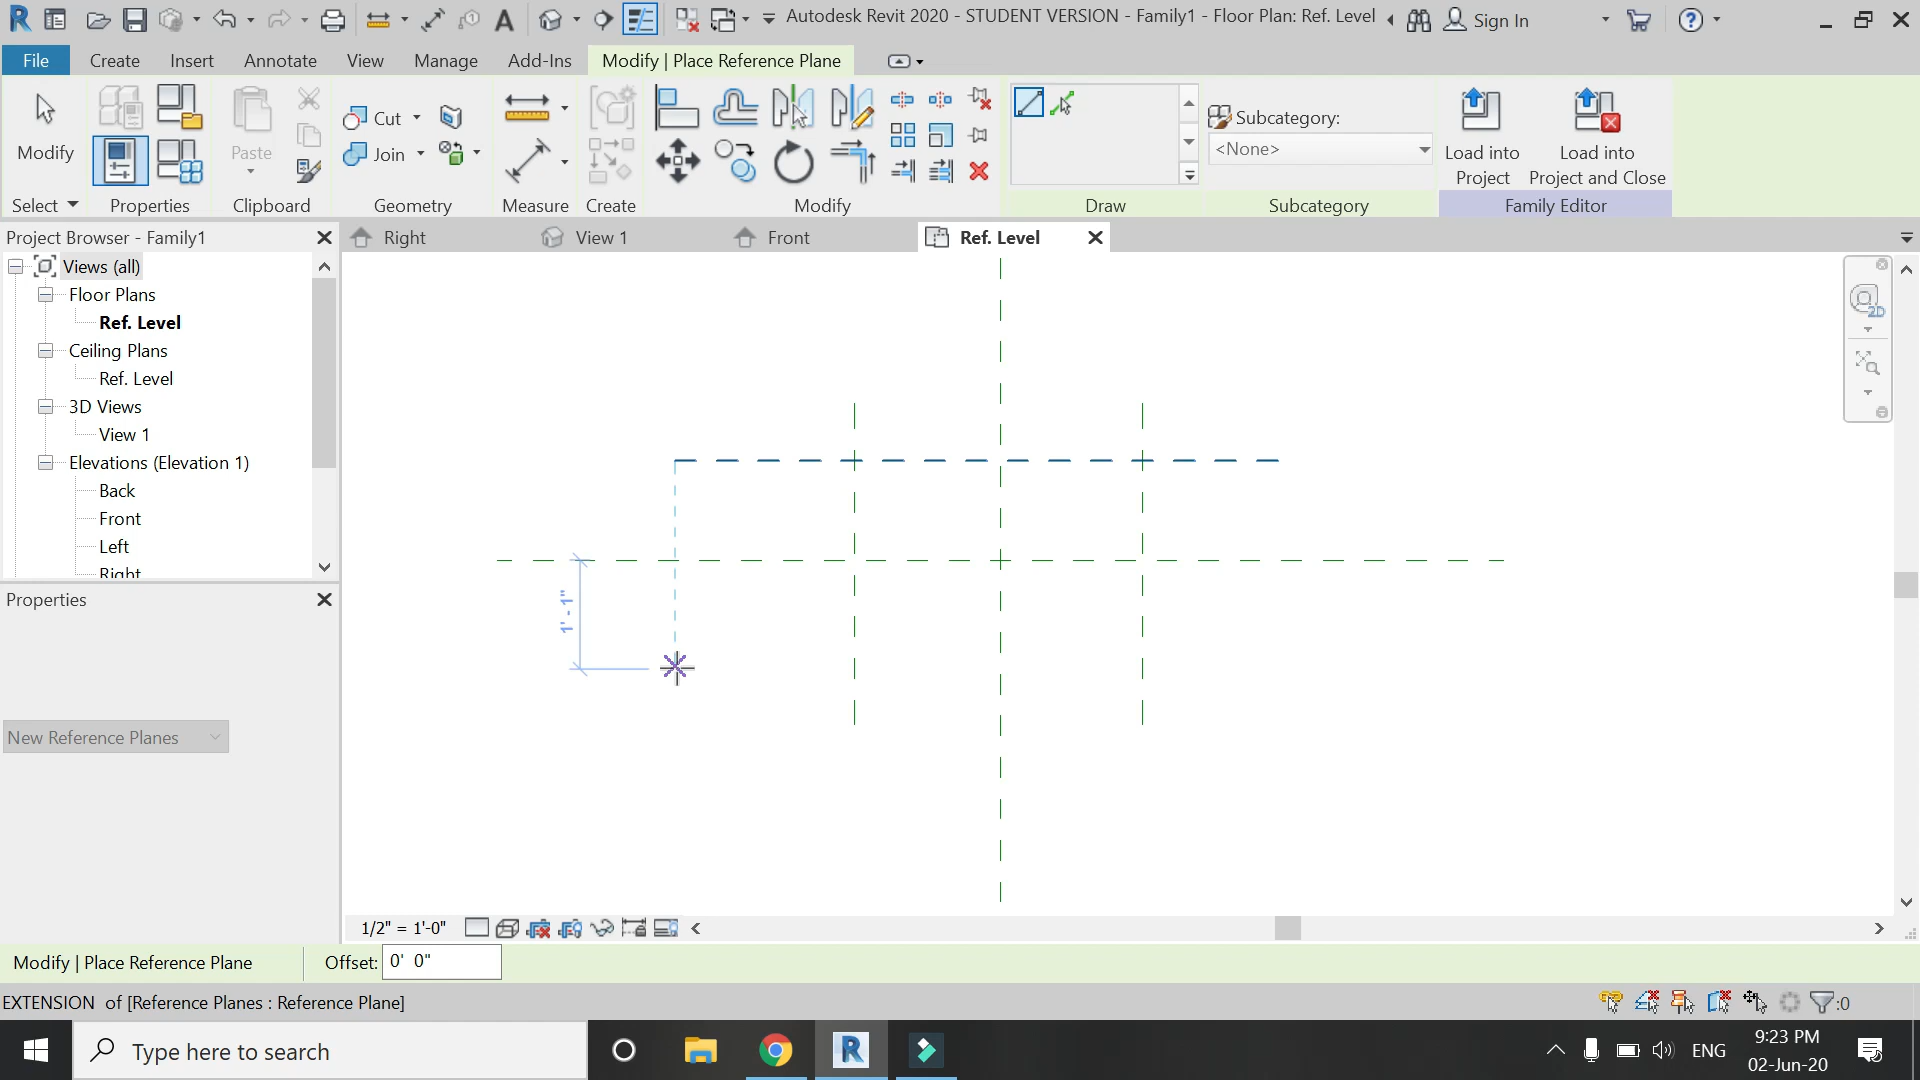 Autodesk Revit 2020 - STUDENT VERSION - Family1 - Floor Plan: Ref. Level
Sign In
File
Create
Insert
Annotate
View
Manage
Add-Ins
Modify | Place Reference Plane
Modify
Paste
Cut
Join
Subcategory:
<None>
Load into
Project
Load into
Project and Close
Select
Properties
Clipboard
Geometry
Measure
Create
Modify
Draw
Subcategory
Family Editor
Project Browser - Family1
Right
View 1
Front
Ref. Level
Views (all)
Floor Plans
Ref. Level
Ceiling Plans
Ref. Level
3D Views
View 1
Elevations (Elevation 1)
Back
Front
Left
Right
2D
1' - 1"
Properties
New Reference Planes
1/2" = 1'-0"
Modify | Place Reference Plane
Offset:
0' 0"
EXTENSION of [Reference Planes : Reference Plane]
:0
Type here to search
ENG
9:23 PM
02-Jun-20